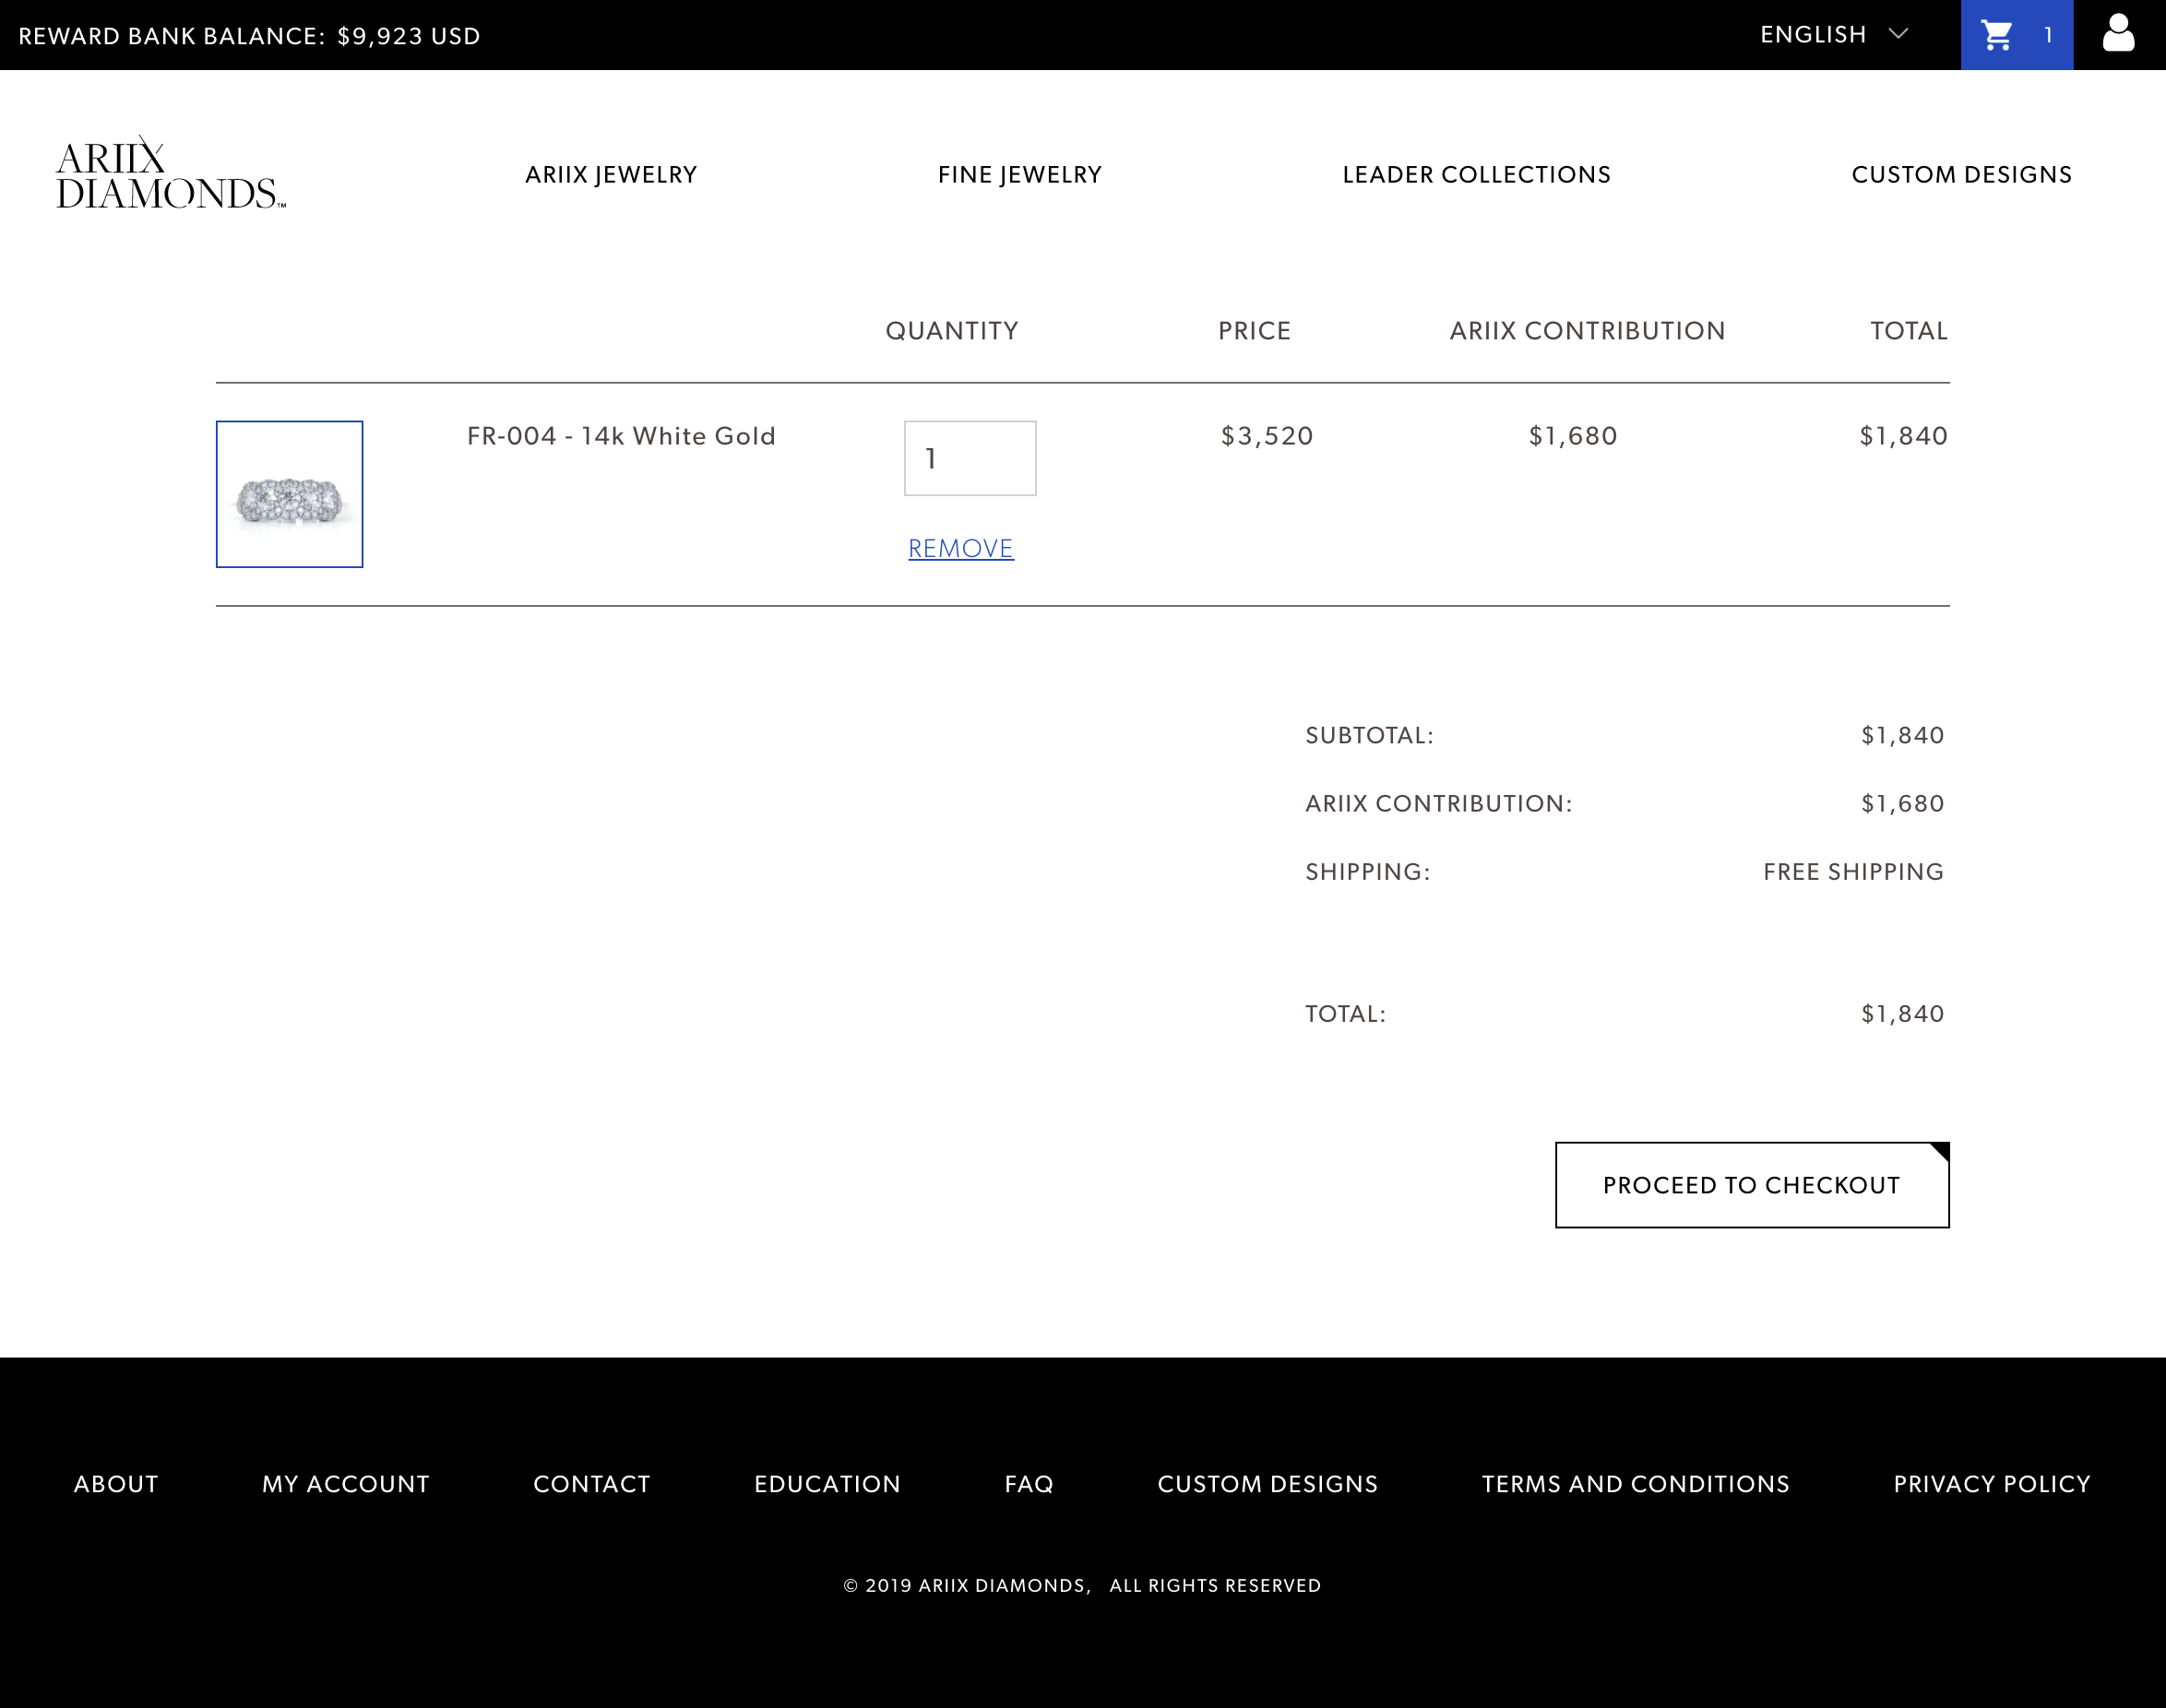 REWARD BANK BALANCE: $9,923 USD
ENGLISH
1
ARIIX
DIAMONDS.™
ARIIX JEWELRY
FINE JEWELRY
LEADER COLLECTIONS
CUSTOM DESIGNS
QUANTITY PRICE ARIIX CONTRIBUTION TOTAL
FR-004 - 14k White Gold 1 $3,520 $1,680 $1,840
REMOVE
SUBTOTAL: $1,840
ARIIX CONTRIBUTION: $1,680
SHIPPING: FREE SHIPPING
TOTAL: $1,840
PROCEED TO CHECKOUT
ABOUT MY ACCOUNT CONTACT EDUCATION FAQ CUSTOM DESIGNS TERMS AND CONDITIONS PRIVACY POLICY
© 2019 ARIIX DIAMONDS, ALL RIGHTS RESERVED